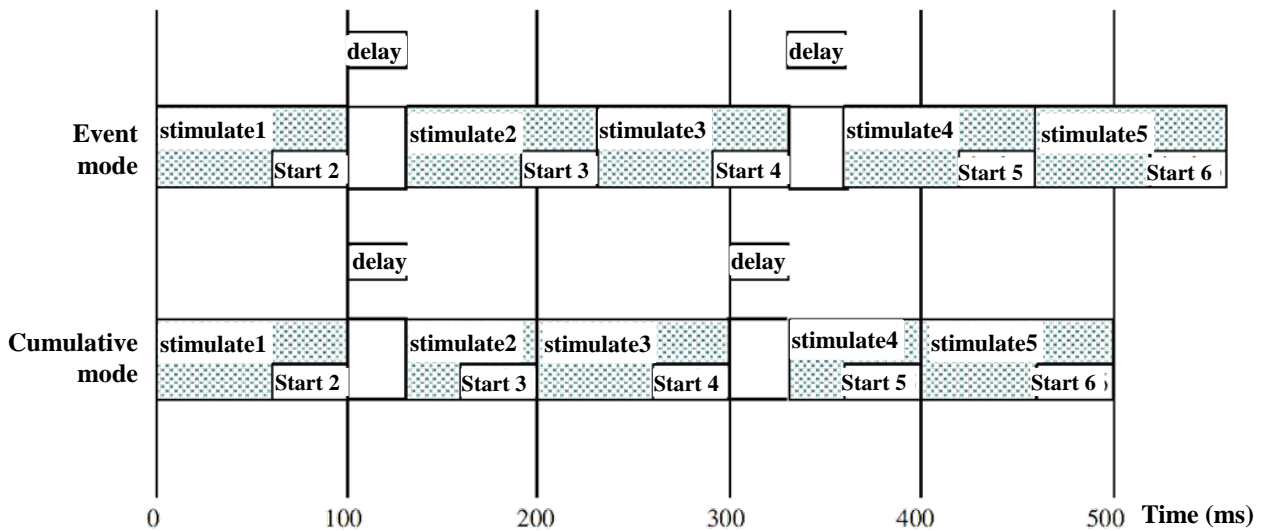 delay delay
Event mode
stimulate1 stimulate2 stimulate3 stimulate4 stimulate5
Start 2 Start 3 Start 4 Start 5 Start 6
delay delay
Cumulative mode
stimulate1 stimulate2 stimulate3 stimulate4 stimulate5
Start 2 Start 3 Start 4 Start 5 Start 6
0 100 200 300 400 500 Time (ms)